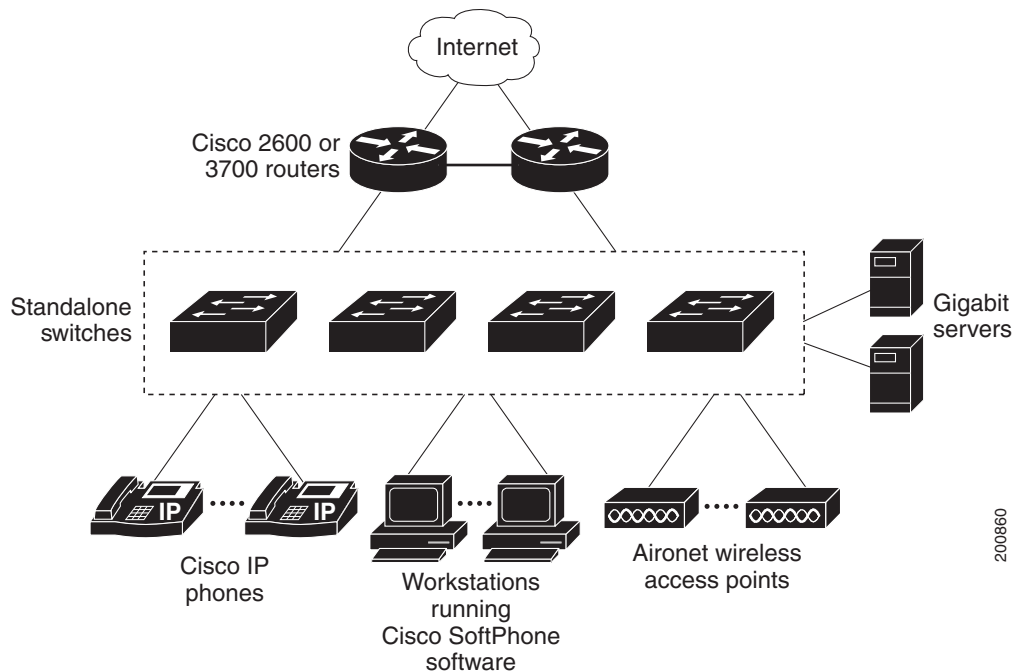 Internet
Cisco 2600 or
3700 routers
Standalone
switches
Gigabit
servers
IP
IP
Cisco IP
phones
Workstations
running
Cisco SoftPhone
software
Aironet wireless
access points
200860